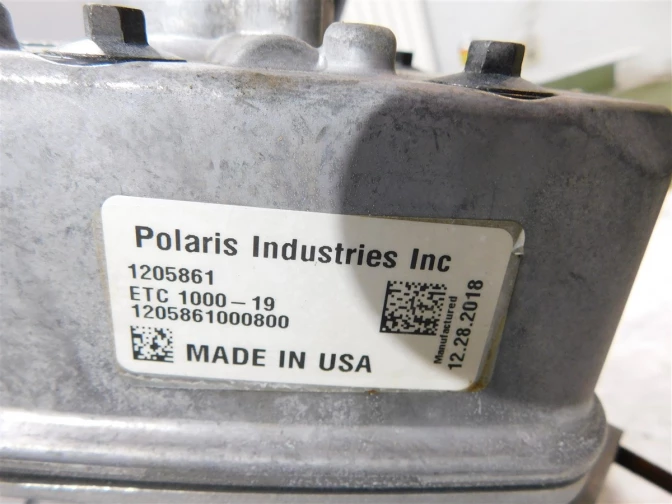 Polaris Industries Inc
1205861
ETC 1000-19
1205861000800
MADE IN USA
Manufactured
12.28.2018